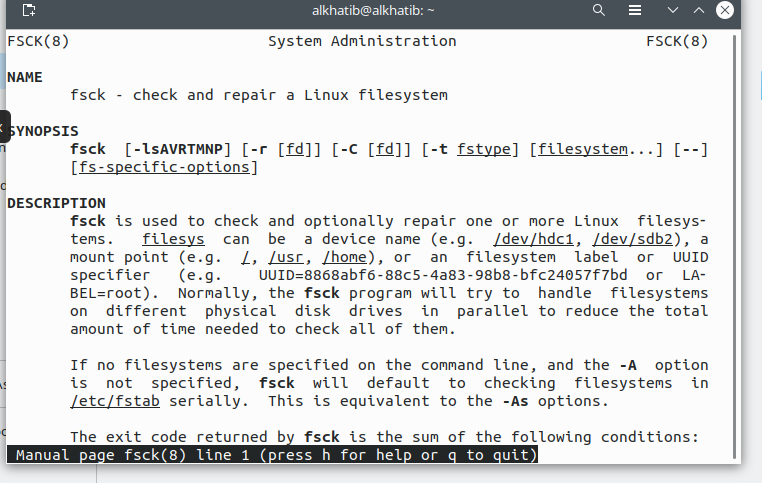 alkhatib@alkhatib: ~
FSCK(8) System Administration FSCK(8)
NAME
fsck - check and repair a Linux filesystem
SYNOPSIS
fsck [-lsAVRTMNP] [-r [fd]] [-C [fd]] [-t fstype] [filesystem...] [--]
[fs-specific-options]
DESCRIPTION
fsck is used to check and optionally repair one or more Linux filesys-
tems. filesys can be a device name (e.g. /dev/hdc1, /dev/sdb2), a
mount point (e.g. /, /usr, /home), or an filesystem label or UUID
specifier (e.g. UUID=8868abf6-88c5-4a83-98b8-bfc24057f7bd or LA-
BEL=root). Normally, the fsck program will try to handle filesystems
on different physical disk drives in parallel to reduce the total
amount of time needed to check all of them.
If no filesystems are specified on the command line, and the -A option
is not specified, fsck will default to checking filesystems in
/etc/fstab serially. This is equivalent to the -As options.
The exit code returned by fsck is the sum of the following conditions:
Manual page fsck(8) line 1 (press h for help or q to quit)